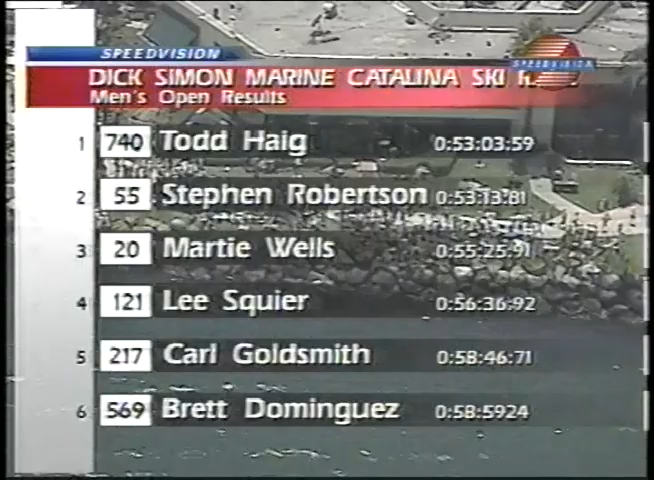 SPEEDVISION
SPEEDVISION
DICK SIMON MARINE CATALINA SKI
Men's Open Results
1 740 Todd Haig 0:53:03:59
2 55 Stephen Robertson 0:53:13:81
3 20 Martie Wells 0:55:25:91
4 121 Lee Squier 0:56:36:92
5 217 Carl Goldsmith 0:58:46:71
6 569 Brett Dominguez 0:58:5924